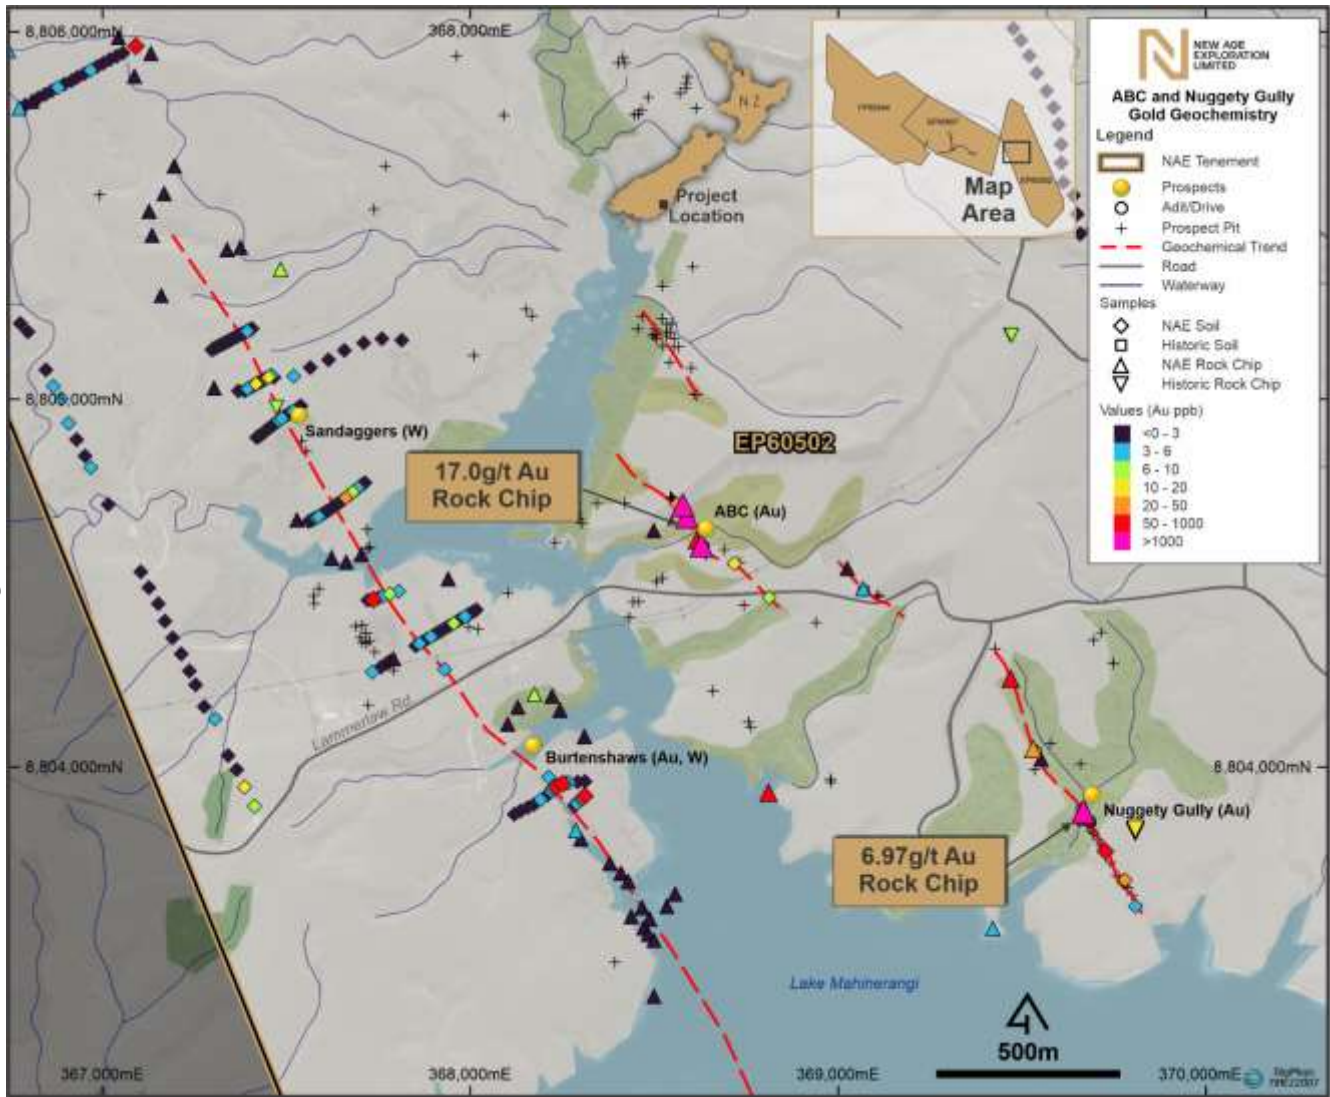 8,806,000mN
368,000mE
NZ
Project
Location
EP60502
Map
Area
NEW AGE
EXPLORATION
LIMITED
ABC and Nuggety Gully
Gold Geochemistry
Legend
NAE Tenement
Prospects
Adit/Drive
Prospect Pit
Geochemical Trend
Road
Waterway
Samples
NAE Soil
Historic Soil
NAE Rock Chip
Historic Rock Chip
Values (Au ppb)
<0 - 3
3 - 6
6 - 10
10 - 20
20 - 50
50 - 1000
>1000
8,805,000mN
Sandaggers (W)
EP60502
17.0g/t Au
Rock Chip
ABC (Au)
Lammerlaw Rd
8,804,000mN
Burtenshaws (Au, W)
8,804,000mN
Nuggety Gully (Au)
6.97g/t Au
Rock Chip
Lake Mahinerangi
500m
367,000mE
368,000mE
369,000mE
370,000mE